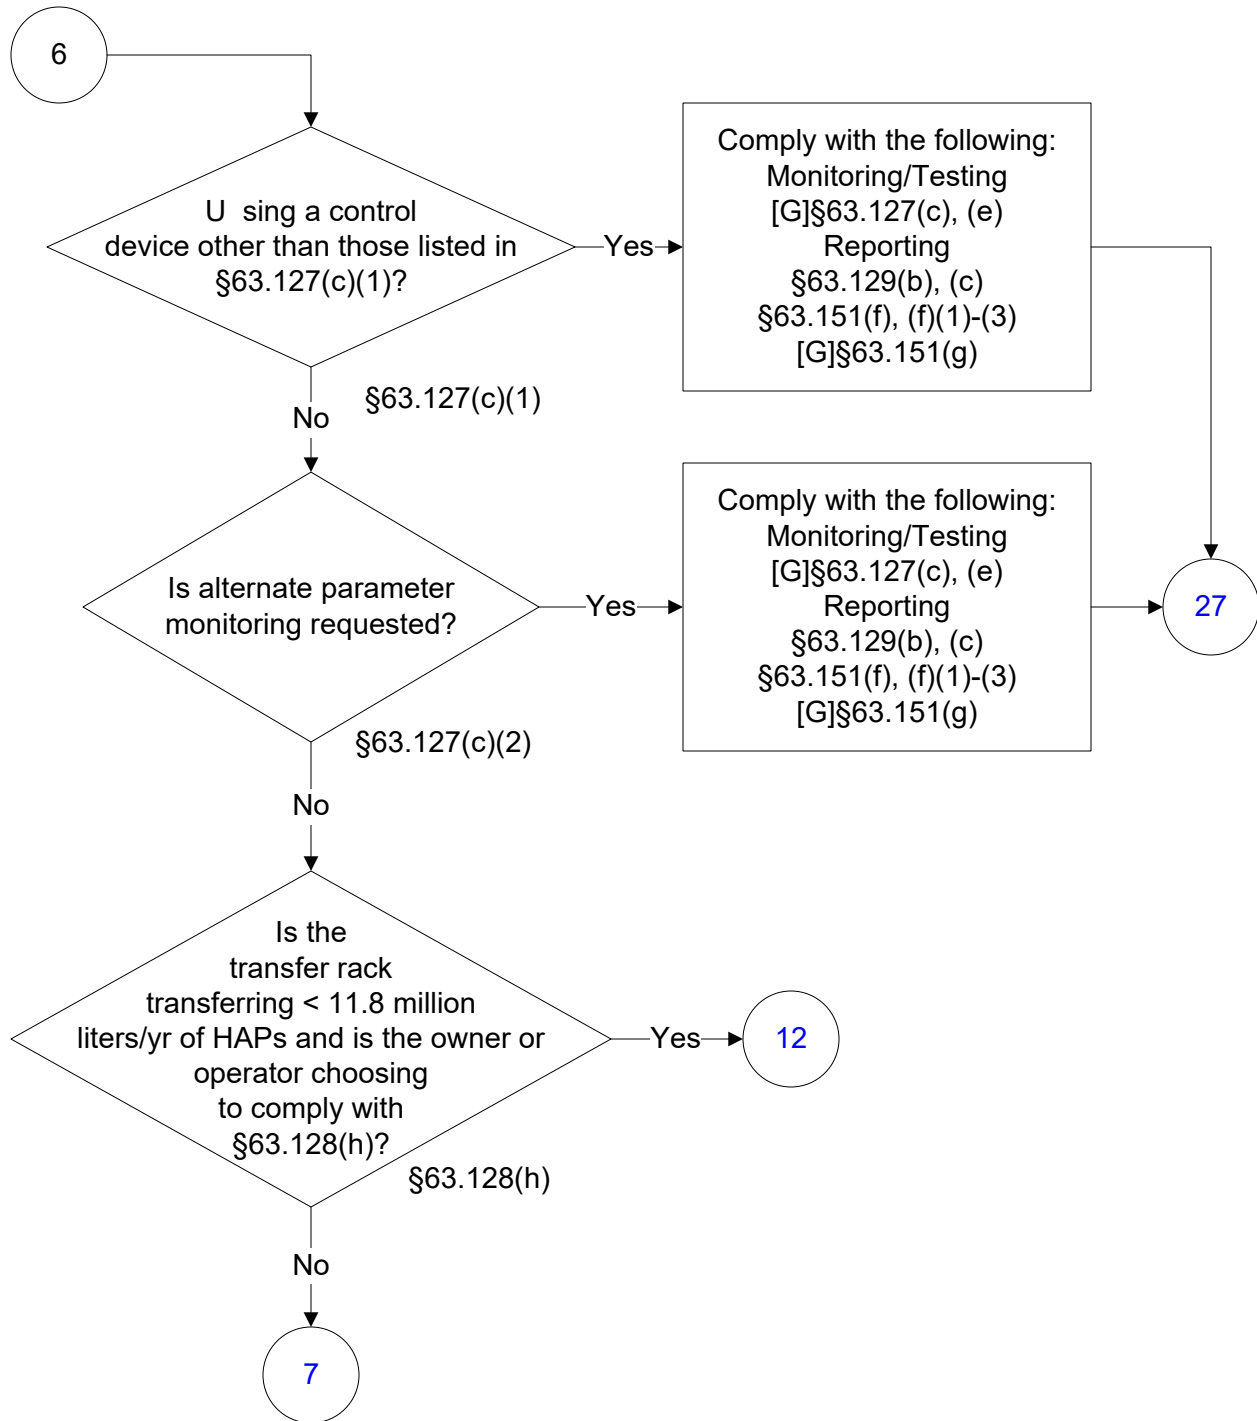 6
U  sing a control
device other than those listed in
§63.127(c)(1)?
Yes
Comply with the following:
Monitoring/Testing
[G]§63.127(c), (e)
Reporting
§63.129(b), (c)
§63.151(f), (f)(1)-(3)
[G]§63.151(g)
§63.127(c)(1)
No
Is alternate parameter
monitoring requested?
Yes
Comply with the following:
Monitoring/Testing
[G]§63.127(c), (e)
Reporting
§63.129(b), (c)
§63.151(f), (f)(1)-(3)
[G]§63.151(g)
27
§63.127(c)(2)
No
Is the
transfer rack
transferring < 11.8 million
liters/yr of HAPs and is the owner or
operator choosing
to comply with
§63.128(h)?
Yes
12
§63.128(h)
No
7